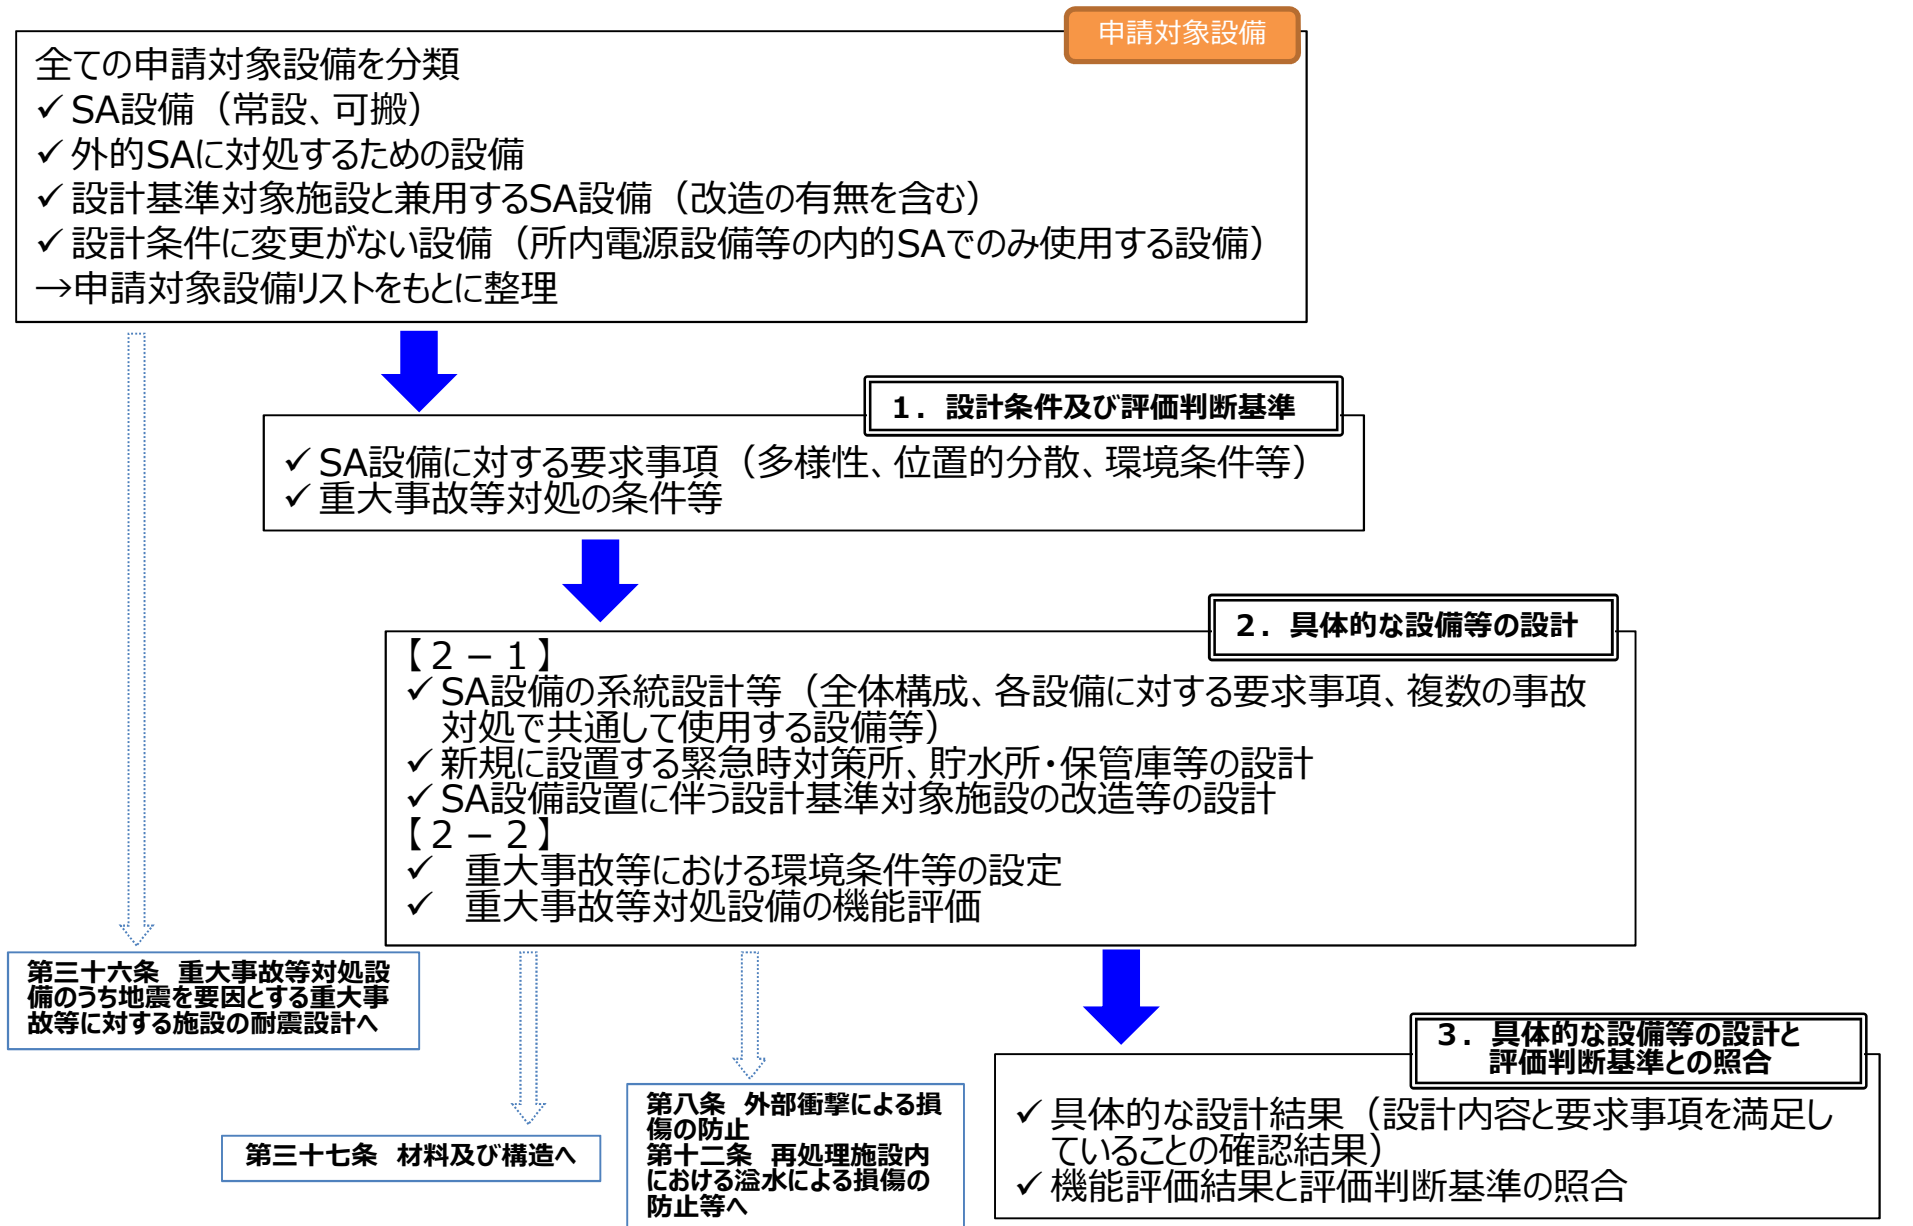 申請対象設備
全ての申請対象設備を分類
✓SA設備（常設、可搬）
✓外的SAに対処するための設備
✓設計基準対象施設と兼用するSA設備（改造の有無を含む）
✓設計条件に変更がない設備（所内電源設備等の内的SAでのみ使用する設備）
→申請対象設備リストをもとに整理
１．設計条件及び評価判断基準
✓SA設備に対する要求事項（多様性、位置的分散、環境条件等）
✓重大事故等対処の条件等
２．具体的な設備等の設計
【２－１】
✓SA設備の系統設計等（全体構成、各設備に対する要求事項、複数の事故
対処で共通して使用する設備等）
✓新規に設置する緊急時対策所、貯水所・保管庫等の設計
✓SA設備設置に伴う設計基準対象施設の改造等の設計
【２－２】
✓ 重大事故等における環境条件等の設定
✓ 重大事故等対処設備の機能評価
第三十六条 重大事故等対処設
備のうち地震を要因とする重大事
故等に対する施設の耐震設計へ
第三十七条 材料及び構造へ
第八条 外部衝撃による損
傷の防止
第十二条 再処理施設内
における溢水による損傷の
防止等へ
３．具体的な設備等の設計と
評価判断基準との照合
✓具体的な設計結果（設計内容と要求事項を満足し
ていることの確認結果）
✓機能評価結果と評価判断基準の照合